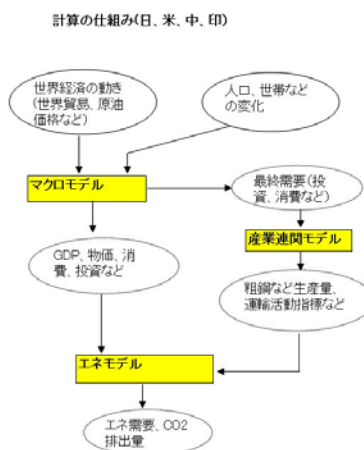 計算の仕組み(日、米、中、印)
世界経済の動き
(世界貿易、原油
価格など)
人口、世帯など
の変化
マクロモデル
最終需要(投
資、消費など)
産業連関モデル
GDP、物価、消
費、投資など
粗鋼など生産量、
運輸活動指標など
エネモデル
エネ需要、CO2
排出量